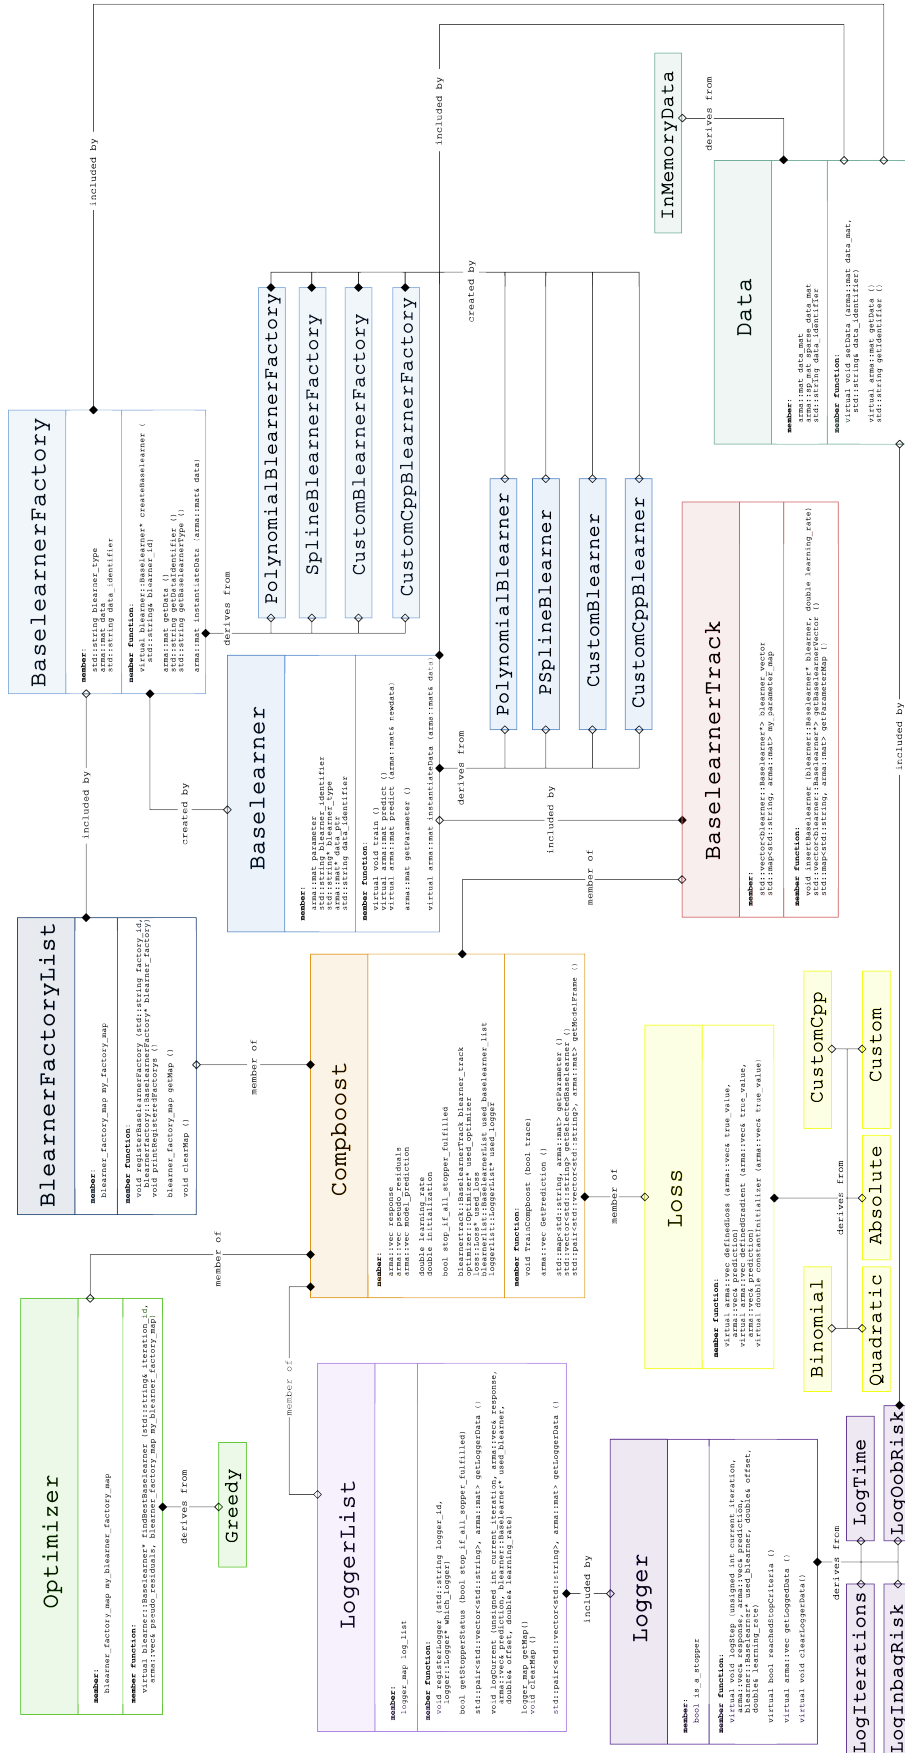 Optimizer
member:
blearner_factory_map my_blearner_factory_map
member function:
virtual blearner::Baselearner* findBestBaselearner (std::string& iteration_id,
arma::vec& pseudo_residuals, blearner_factory_map my_blearner_factory_map)
derives from
Greedy
member of
BlearnerFactoryList
member:
blearner_factory_map my_factory_map
member function:
void registerBaselearnerFactory (std::string factory_id,
blearnerfactory::BaselearnerFactory* blearner_factory)
void printRegisteredFactorys ()
blearner_factory_map getMap ()
void clearMap ()
member of
included by
BaselearnerFactory
member:
std::string blearner_type
arma::mat data
std::string data_identifier
member function:
virtual blearner::Baselearner* createBaselearner (
std::string& blearner_id)
arma::mat getData ()
std::string getDataIdentifier ()
std::string getBaselearnerType ()
arma::mat instantiateData (arma::mat& data)
included by
created by
derives from
PolynomialBlearnerFactory
SplineBlearnerFactory
CustomBlearnerFactory
CustomCppBlearnerFactory
included by
created by
Baselearner
member:
arma::mat parameter
std::string blearner_identifier
std::string* blearner_type
arma::mat* data_ptr
std::string data_identifier
member function:
virtual void train ()
virtual arma::mat predict ()
virtual arma::mat predict (arma::mat& newdata)
arma::mat getParameter ()
virtual arma::mat instantiateData (arma::mat& data)
derives from
PolynomialBlearner
PSplineBlearner
CustomBlearner
CustomCppBlearner
included by
member of
BaselearnerTrack
member:
std::vector<blearner::Baselearner*> blearner_vector
std::map<std::string, arma::mat> my_parameter_map
member function:
void insertBaselearner (blearner::Baselearner* blearner, double learning_rate)
std::vector<blearner::Baselearner*> getBaselearnerVector ()
std::map<std::string, arma::mat> getParameterMap ()
InMemoryData
derives from
Data
member:
arma::mat data_mat
arma::sp_mat sparse_data_mat
std::string data_identifier
member function:
virtual void setData (arma::mat data_mat,
std::string& data_identifier)
virtual arma::mat getData ()
std::string getIdentifier ()
included by
Compboost
member:
arma::vec response
arma::vec pseudo_residuals
arma::vec model_prediction
double learning_rate
double initialization
bool stop_if_all_stopper_fulfilled
blearnertrack::BaselearnerTrack blearner_track
optimizer::Optimizer* used_optimizer
loss::Loss* used_loss
blearnerlist::BaselearnerList used_baselearner_list
loggerlist::LoggerList* used_logger
member function:
void TrainCompboost (bool trace)
arma::vec GetPrediction ()
std::map<std::string, arma::mat> getParameter ()
std::vector<std::string> getSelectedBaselearner ()
std::pair<std::vector<std::string>, arma::mat> getModelFrame ()
member of
Loss
member function:
virtual arma::vec definedLoss (arma::vec& true_value,
arma::vec& prediction)
virtual arma::vec definedGradient (arma::vec& true_value,
arma::vec& prediction)
virtual double constantInitializer (arma::vec& true_value)
derives from
Binomial
Quadratic
Absolute
CustomCpp
Custom
member of
LoggerList
member:
logger_map log_list
member function:
void registerLogger (std::string logger_id,
logger::Logger* which_logger)
bool getStopperStatus (bool stop_if_all_sopper_fulfilled)
std::pair<std::vector<std::string>, arma::mat> getLoggerData ()
void logCurrent (unsigned int current_iteration, arma::vec& response,
arma::vec& prediction, blearner::Baselearner* used_blearner,
double& offset, double& learning_rate)
logger_map getMap()
void clearMap ()
std::pair<std::vector<std::string>, arma::mat> getLoggerData ()
included by
Logger
member:
bool is_a_stopper
member function:
virtual void logStep (unsigned int current_iteration,
arma::vec& response, arma::vec& prediction,
blearner::Baselearner* used_blearner, double& offset,
double& learning_rate)
virtual bool reachedStopCriteria ()
virtual arma::vec getLoggedData ()
virtual void clearLoggerData()
derives from
LogIterations
LogTime
LogInbagRisk
LogOobRisk